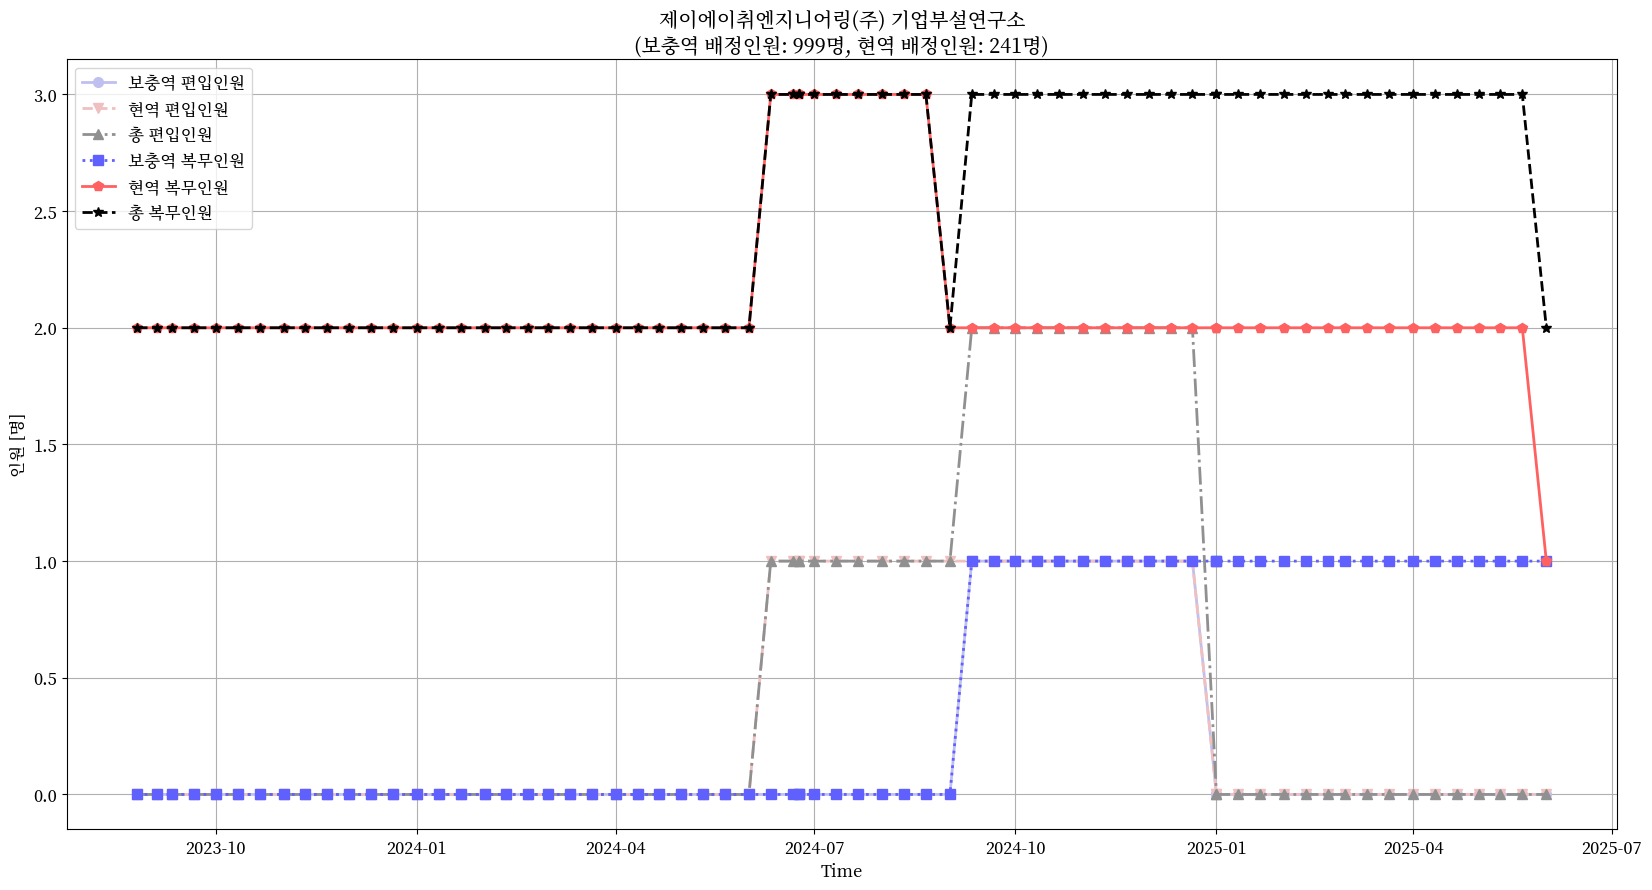 제이에이취엔지니어링(주) 기업부설연구소
(보충역 배정인원: 999명, 현역 배정인원: 241명)
보충역 편입인원
현역 편입인원
총 편입인원
보충역 복무인원
현역 복무인원
총 복무인원
3.0
2.5
2.0
1.5
1.0
0.5
0.0
인원 [명]
2023-10
2024-01
2024-04
2024-07
2024-10
2025-01
2025-04
2025-07
Time